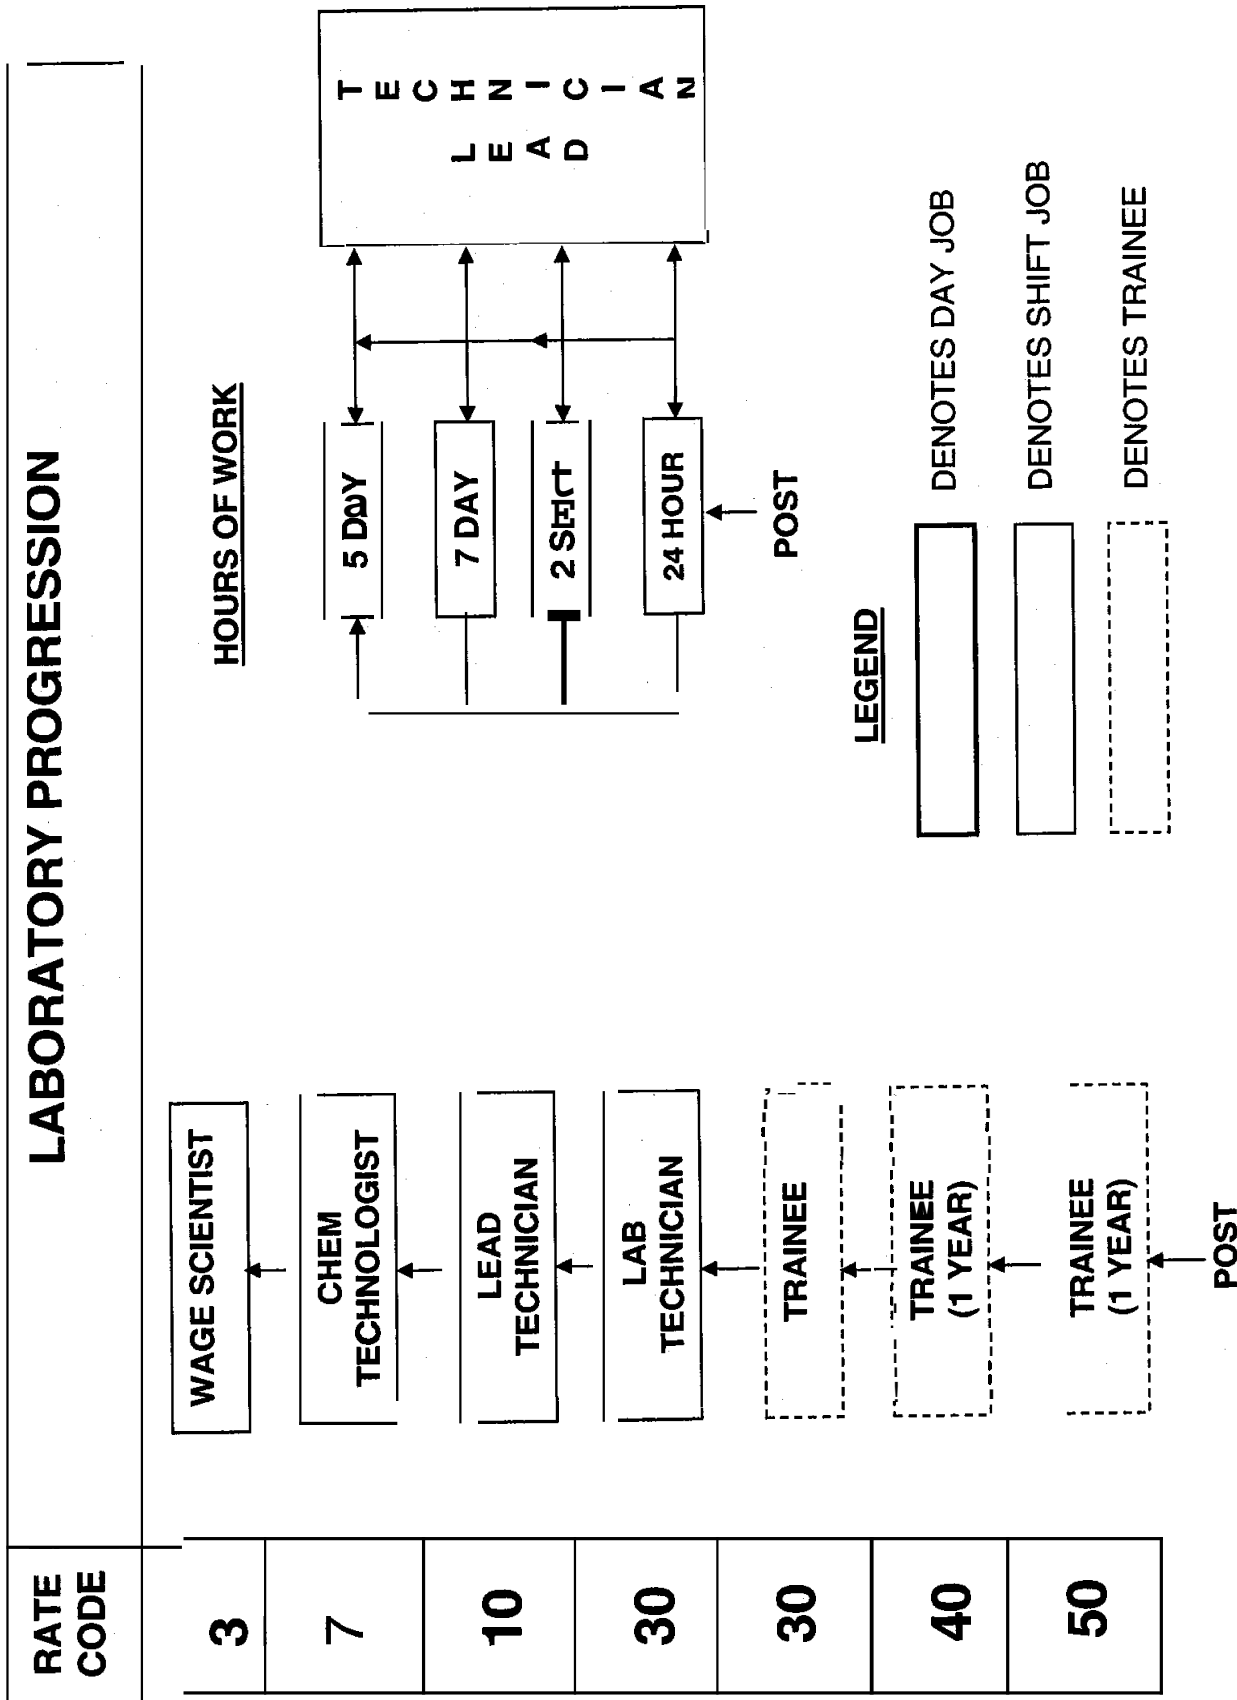 LABORATORY PROGRESSION
RATE
CODE
3
7
10
30
30
40
50
WAGE SCIENTIST
CHEM
TECHNOLOGIST
LEAD
TECHNICIAN
LAB
TECHNICIAN
TRAINEE
TRAINEE
(1 YEAR)
TRAINEE
(1 YEAR)
POST
HOURS OF WORK
5 DAY
7 DAY
24 HOUR
POST
LEAD
TECHNICIAN
LEGEND
DENOTES DAY JOB
DENOTES SHIFT JOB
DENOTES TRAINEE